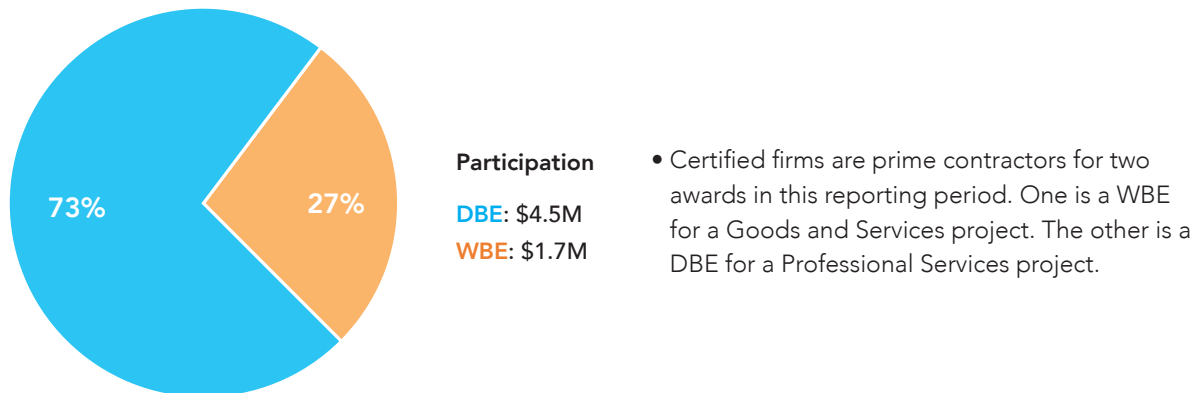 73%
27%
Participation
DBE: $4.5M
WBE: $1.7M
• Certified firms are prime contractors for two
awards in this reporting period. One is a WBE
for a Goods and Services project. The other is a
DBE for a Professional Services project.